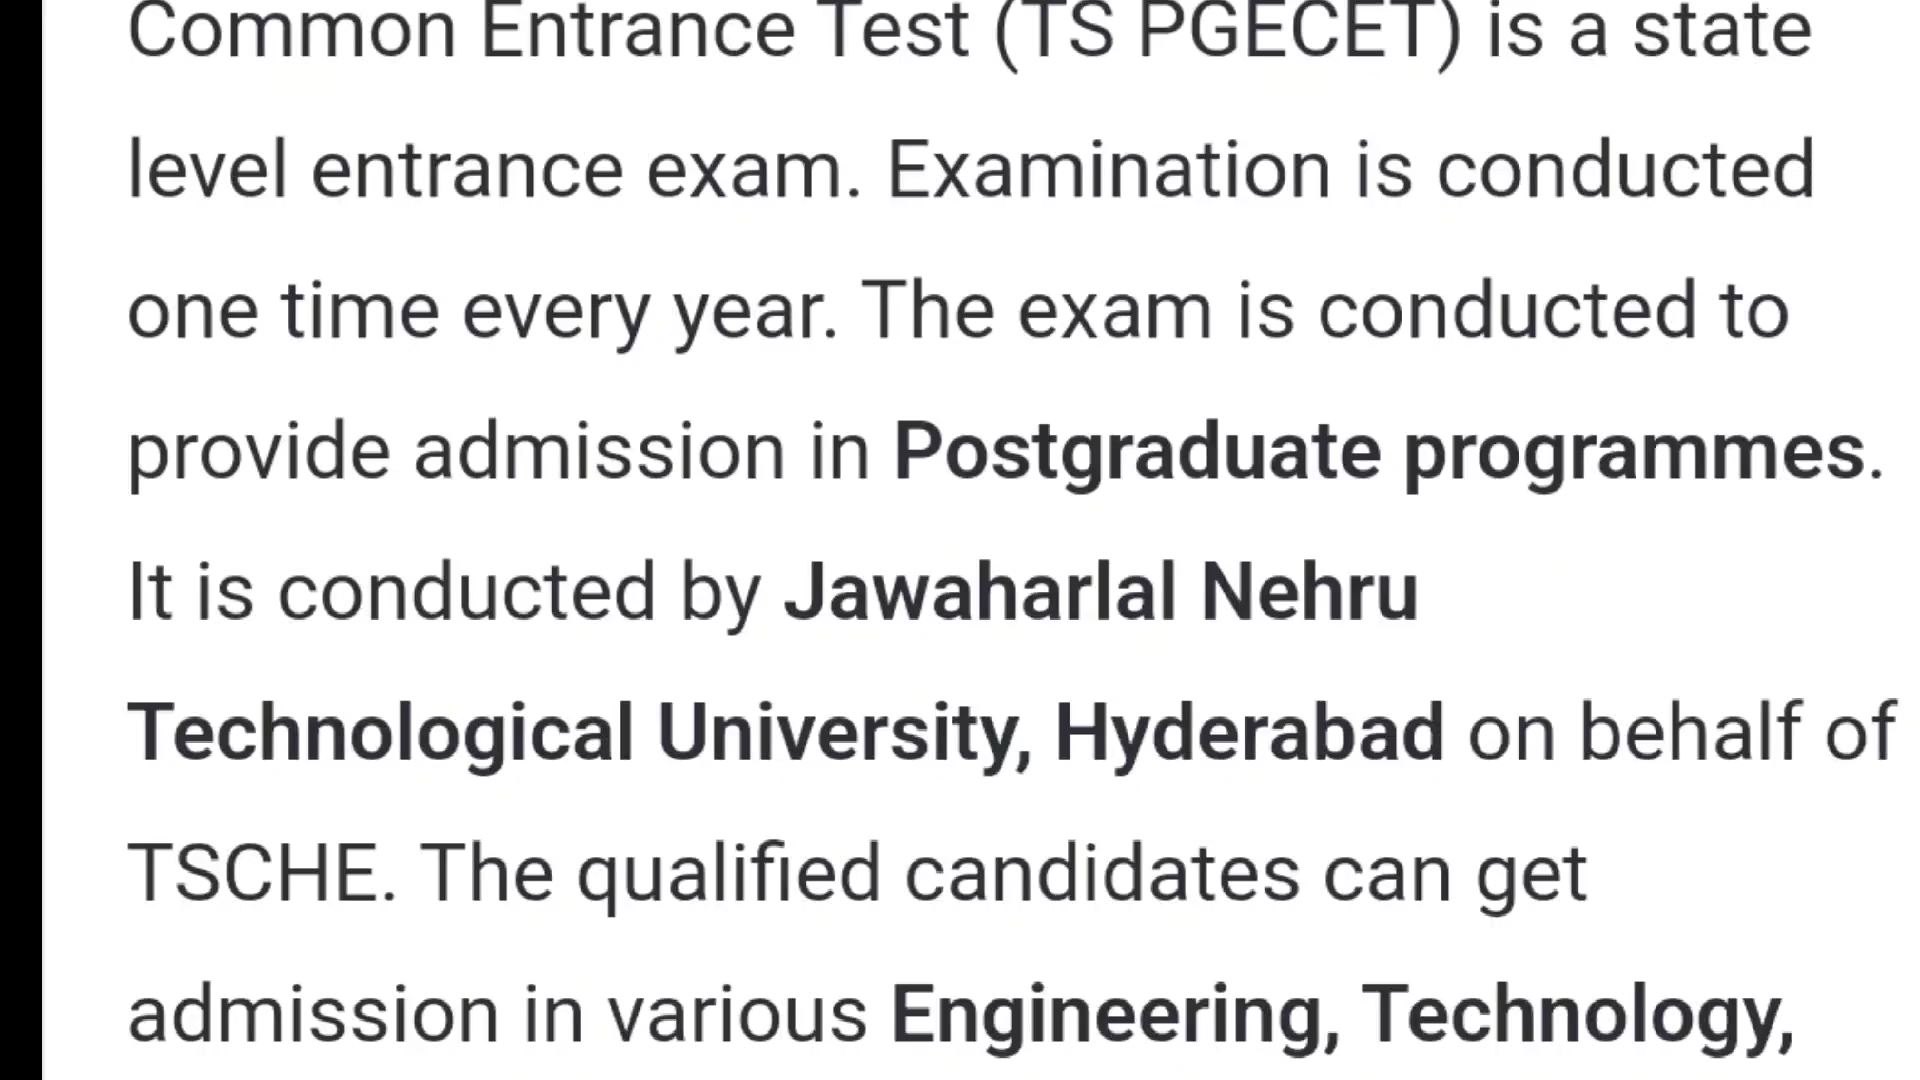 Common Entrance Test (TS PGECET) is a state
level entrance exam. Examination is conducted
one time every year. The exam is conducted to
provide admission in Postgraduate programmes.
It is conducted by Jawaharlal Nehru
Technological University, Hyderabad on behalf of
TSCHE. The qualified candidates can get
admission in various Engineering, Technology,